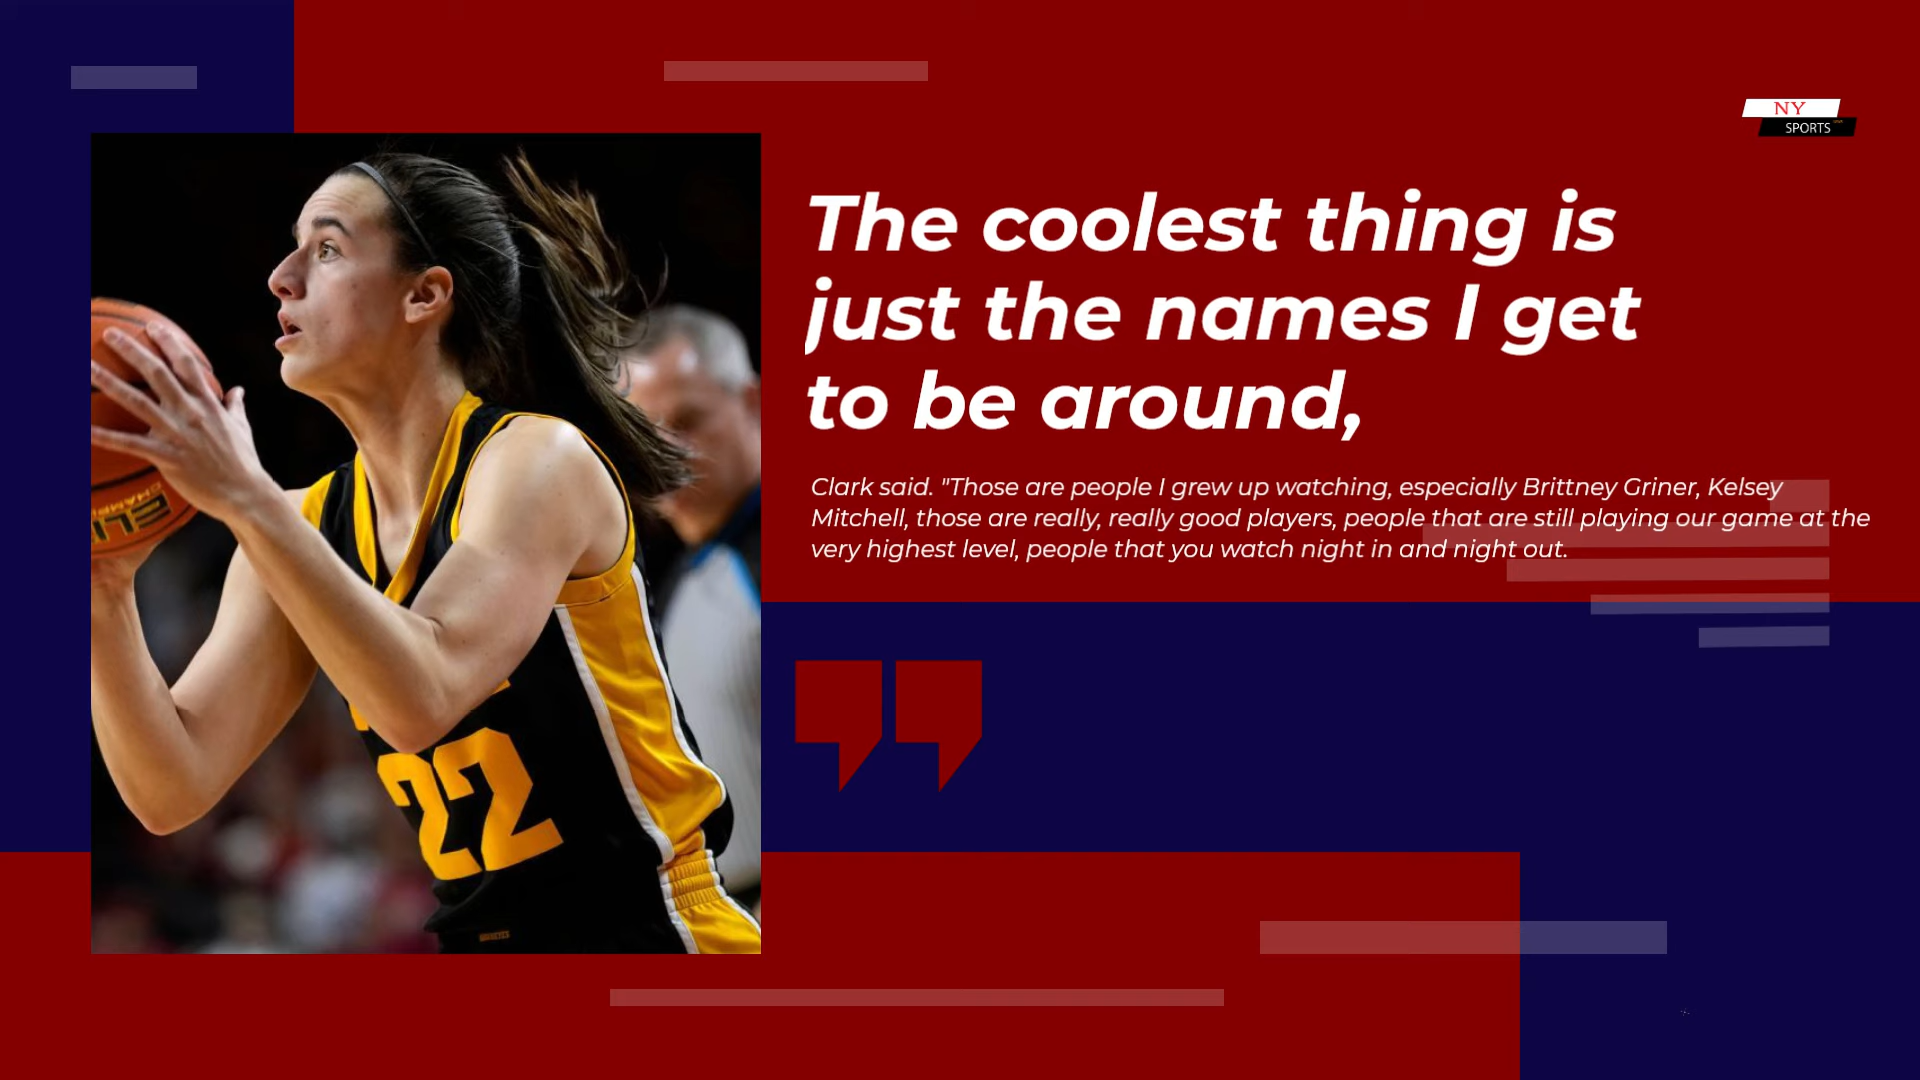 NY
SPORTS
The coolest thing is
just the names I get
to be around,
Clark said. "Those are people I grew up watching, especially Brittney Griner, Kelsey
Mitchell, those are really, really good players, people that are still playing our game at the
very highest level, people that you watch night in and night out.
22